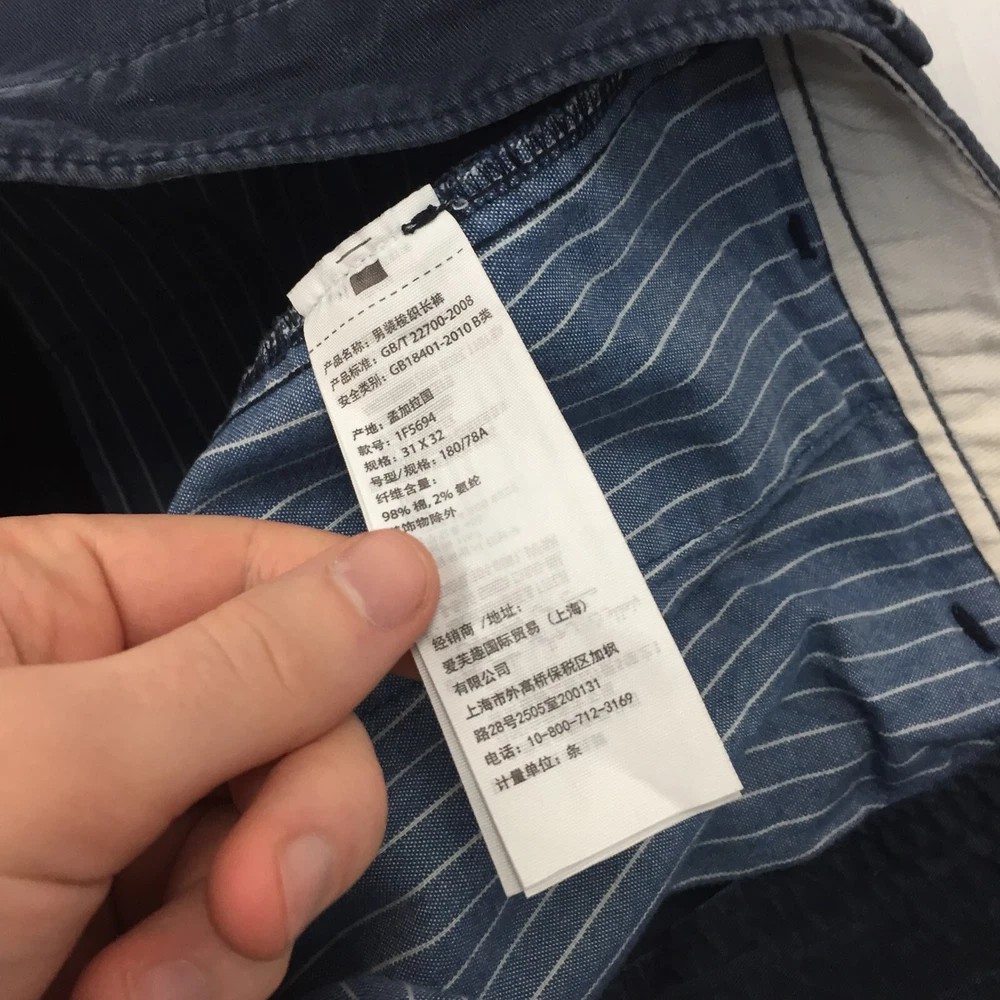 产品名称: 男装梭织长裤
产品标准: GB/T 22700-2008
安全类别: GB18401-2010 B类
产地: 孟加拉国
款号: 1F5694
规格: 31 X 32
号型/规格: 180/78A
纤维含量:
98% 棉, 2% 氨纶
装饰物除外
经销商 /地址:
爱芙趣国际贸易 (上海)
有限公司
上海市外高桥保税区加枫
路28号2505室200131
电话: 10-800-712-3169
计量单位: 条